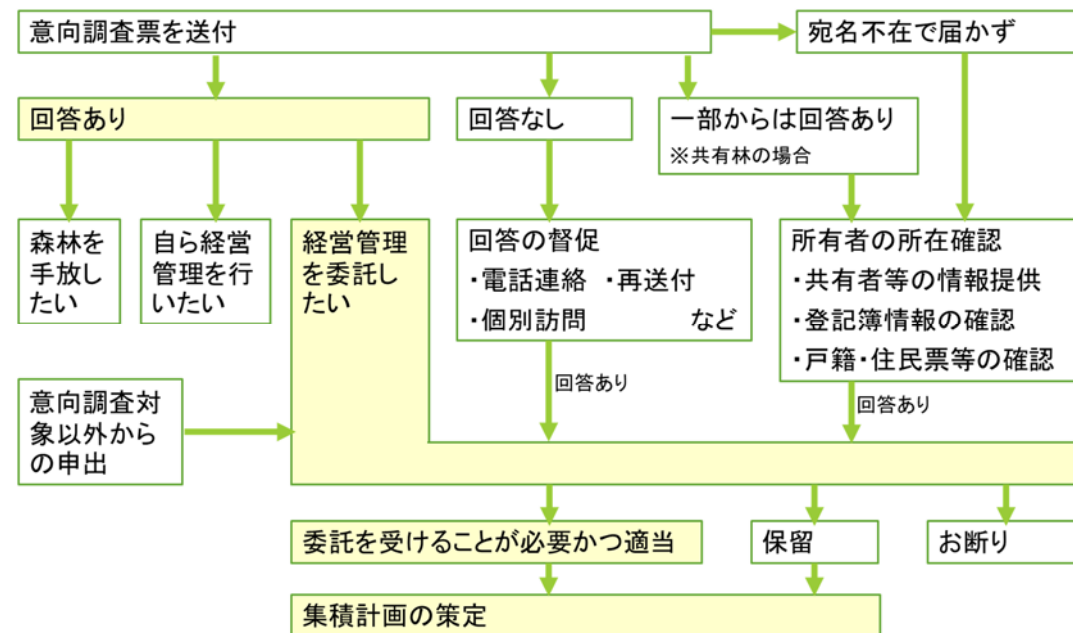 意向調査票を送付
宛名不在で届かず
回答あり
回答なし
一部からは回答あり
※共有林の場合
森林を
手放し
たい
自ら経営
管理を行
いたい
経営管理
を委託し
たい
回答の督促
・電話連絡 ・再送付
・個別訪問 など
所有者の所在確認
・共有者等の情報提供
・登記簿情報の確認
・戸籍・住民票等の確認
回答あり
回答あり
意向調査対
象以外から
の申出
委託を受けることが必要かつ適当
保留
お断り
集積計画の策定